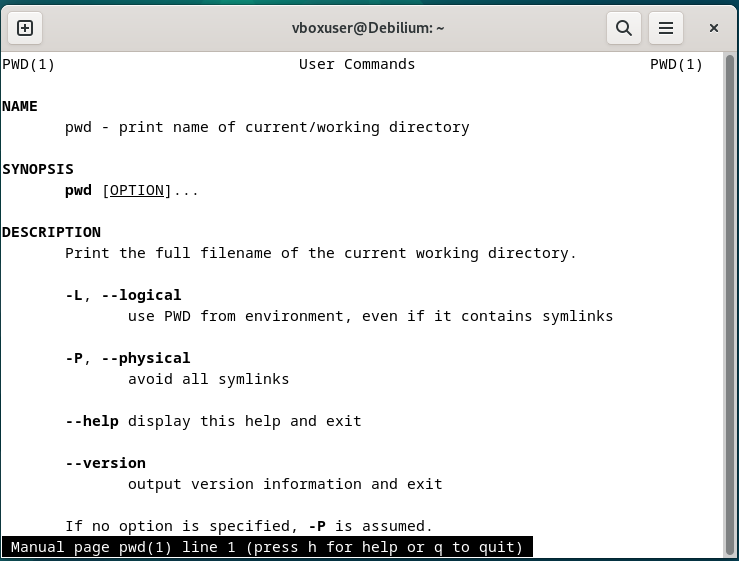 vboxuser@Debilium: ~
PWD(1) User Commands PWD(1)
NAME
pwd - print name of current/working directory
SYNOPSIS
pwd [OPTION]...
DESCRIPTION
Print the full filename of the current working directory.
-L, --logical
use PWD from environment, even if it contains symlinks
-P, --physical
avoid all symlinks
--help display this help and exit
--version
output version information and exit
If no option is specified, -P is assumed.
Manual page pwd(1) line 1 (press h for help or q to quit)